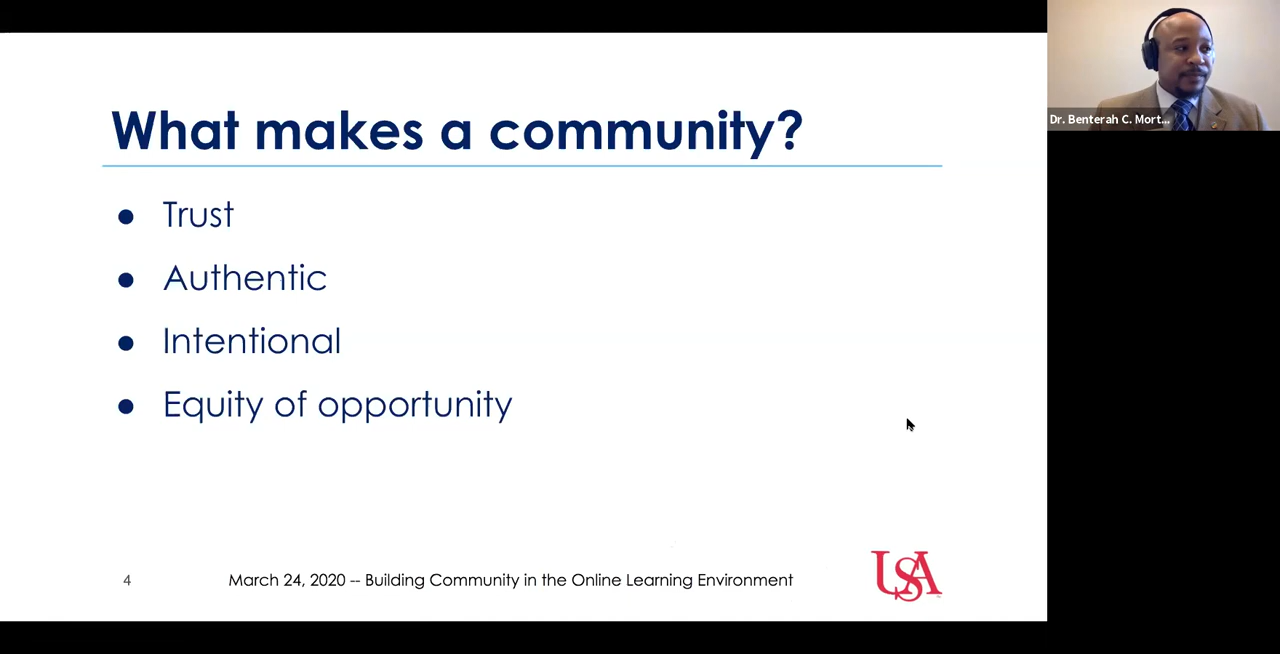 What makes a community?
● Trust
● Authentic
● Intentional
● Equity of opportunity
4
March 24, 2020 -- Building Community in the Online Learning Environment
USA
Dr. Benterah C. Mort...